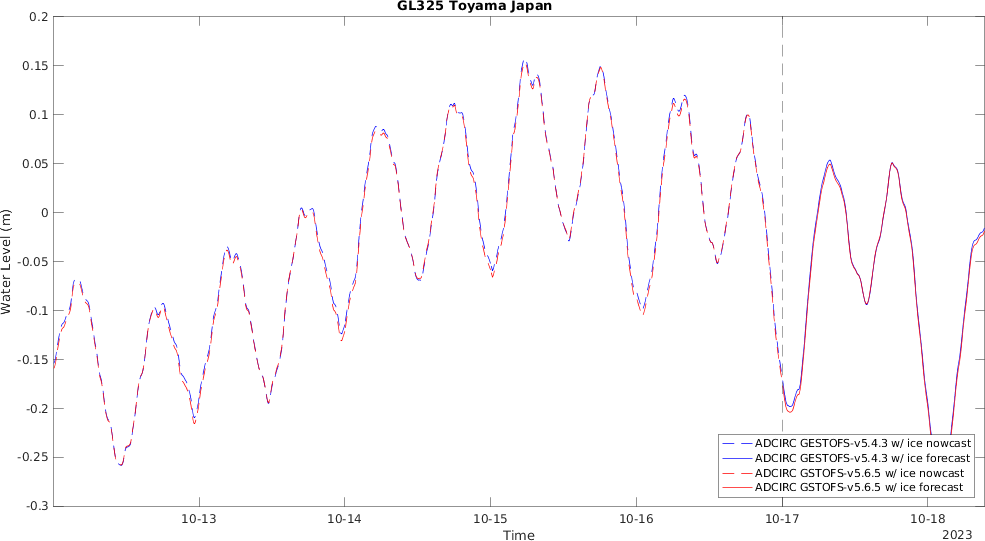 GL325 Toyama Japan
0.2
0.15
0.1
0.05
0
-0.05
-0.1
-0.15
-0.2
-0.25
-0.3
Water Level (m)
ADCIRC GESTOFS-v5.4.3 w/ ice nowcast
ADCIRC GESTOFS-v5.4.3 w/ ice forecast
ADCIRC GSTOFS-v5.6.5 w/ ice nowcast
ADCIRC GSTOFS-v5.6.5 w/ ice forecast
10-13 10-14 10-15 10-16 10-17 10-18
Time
2023